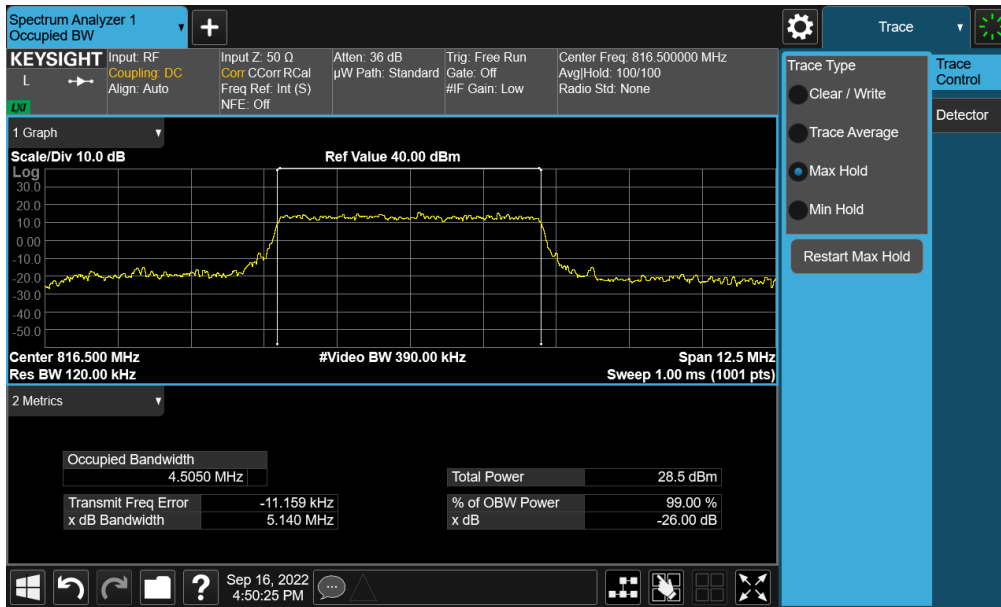 Spectrum Analyzer 1
Occupied BW
+
Trace
KEYSIGHT
L
LXI
Input: RF
Coupling: DC
Align: Auto
Input Z: 50 Ω
Corr CCorr RCal
Freq Ref: Int (S)
NFE: Off
Atten: 36 dB
µW Path: Standard
Trig: Free Run
Gate: Off
#IF Gain: Low
Center Freq: 816.500000 MHz
Avg|Hold: 100/100
Radio Std: None
1 Graph
Scale/Div 10.0 dB
Ref Value 40.00 dBm
Log
30.0
20.0
10.0
0.00
-10.0
-20.0
-30.0
-40.0
-50.0
Center 816.500 MHz
#Video BW 390.00 kHz
Span 12.5 MHz
Res BW 120.00 kHz
Sweep 1.00 ms (1001 pts)
2 Metrics
Occupied Bandwidth
4.5050 MHz
Total Power 28.5 dBm
Transmit Freq Error -11.159 kHz
% of OBW Power 99.00 %
x dB Bandwidth 5.140 MHz
x dB -26.00 dB
Trace Type
Clear / Write
Trace Average
Max Hold
Min Hold
Restart Max Hold
Trace
Control
Detector
?
Sep 16, 2022
4:50:25 PM